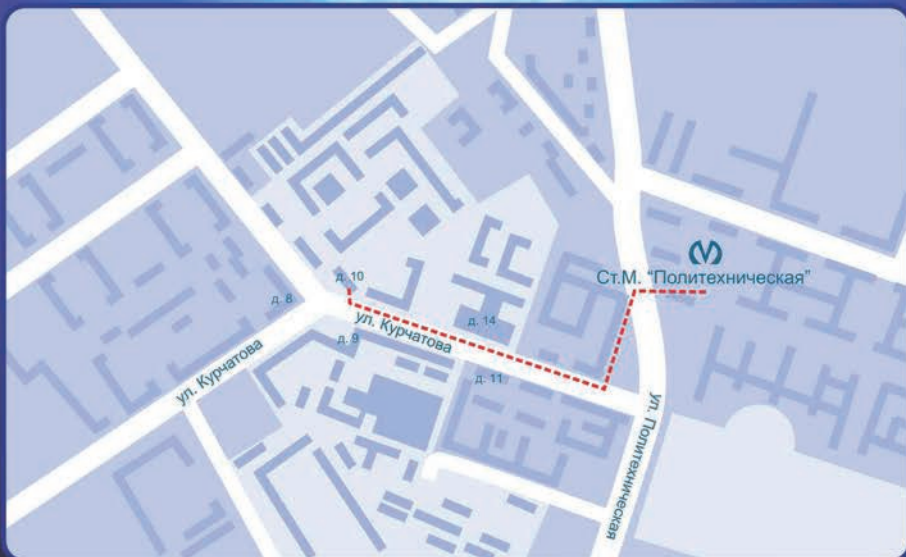 Ст.М. "Политехническая"
д. 10
д. 8
ул. Курчатова
д. 14
д. 9
ул. Курчатова
д. 11
ул. Политехническая